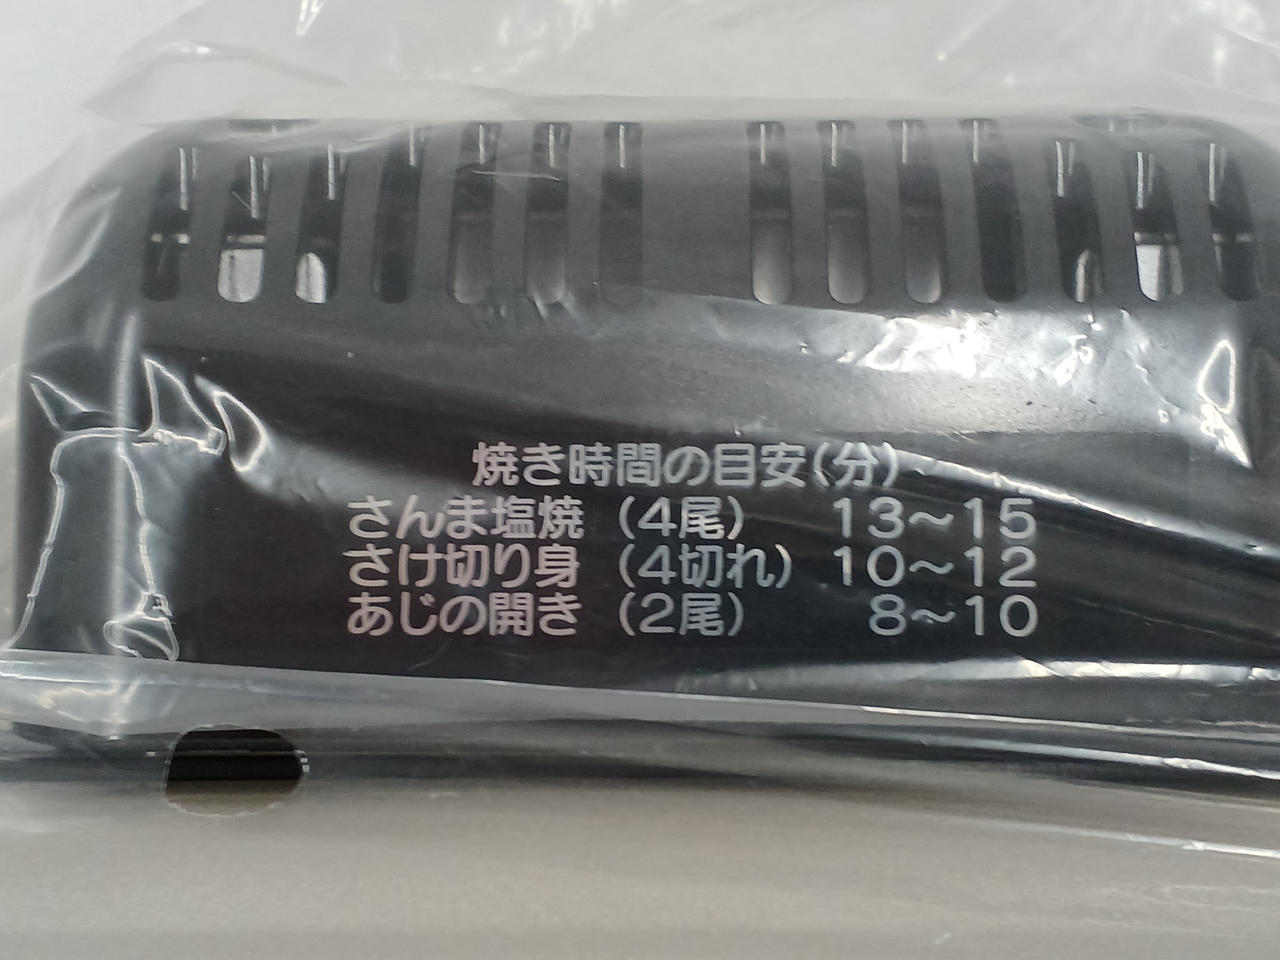 焼き時間の目安(分)
さんま塩焼 (4尾) 13〜15
さけ切り身 (4切れ) 10〜12
あじの開き (2尾) 8〜10